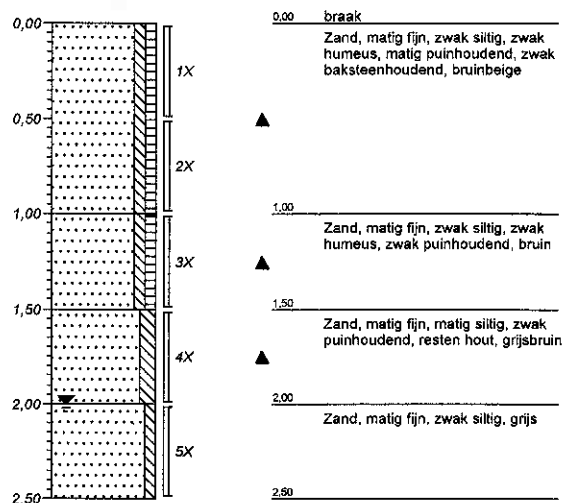 0,00
0,50
1,00
1,50
2,00
2,50
1X
2X
3X
4X
5X
0,00 braak
Zand, matig fijn, zwak siltig, zwak
humeus, matig puinhoudend, zwak
baksteenhoudend, bruinbeige
1,00
Zand, matig fijn, zwak siltig, zwak
humeus, zwak puinhoudend, bruin
1,50
Zand, matig fijn, matig siltig, zwak
puinhoudend, resten hout, grijsbruin
2,00
Zand, matig fijn, zwak siltig, grijs
2,50